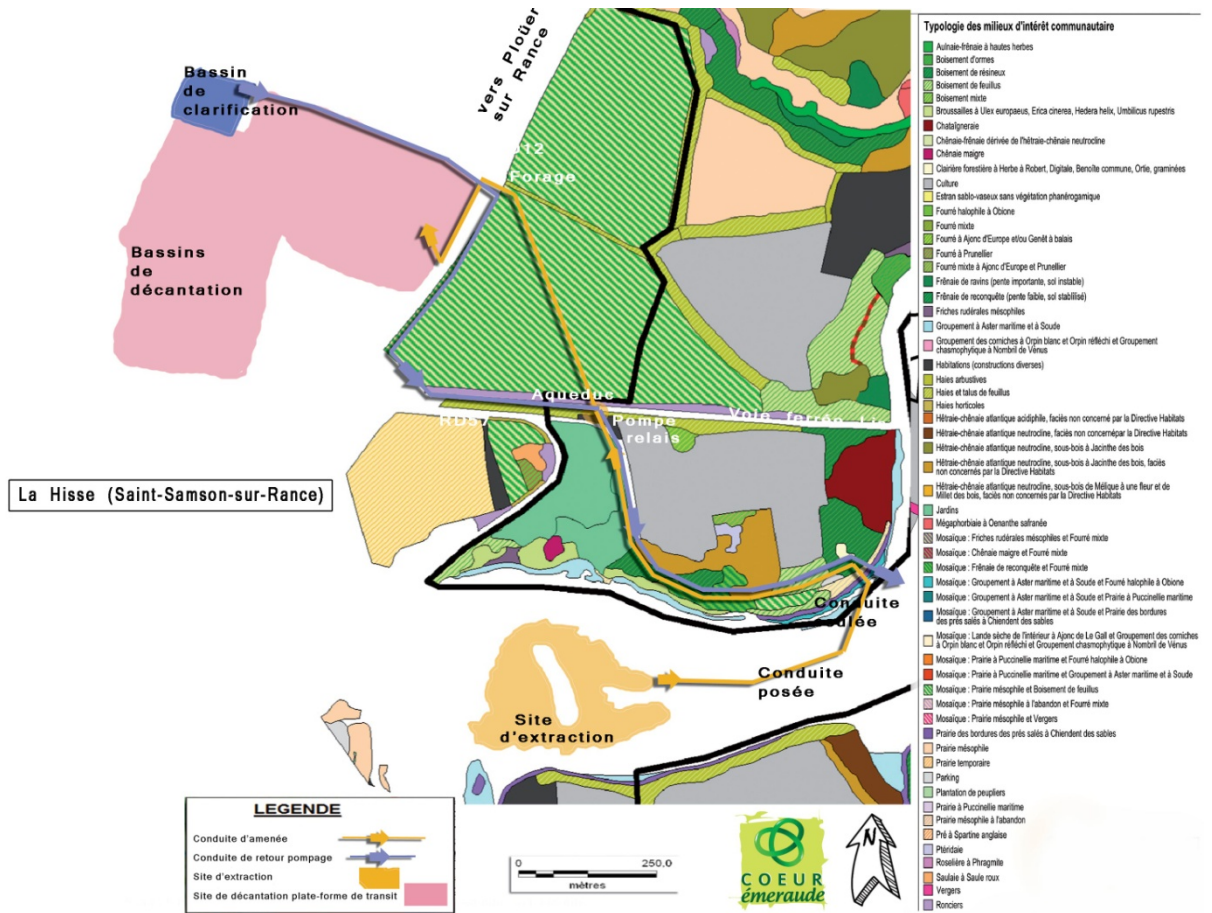 Bassin
de
clarification
vers Ploüer
sur Rance
Forage
Bassins
de
décantation
Aqueduc
RD57
Pompe
relais
Voie ferrée
La Hisse (Saint-Samson-sur-Rance)
Conduite
coulée
Conduite
posée
Site
d'extraction
LEGENDE
Conduite d'amenée
Conduite de retour pompage
Site d'extraction
Site de décantation plate-forme de transit
0 250.0
mètres
COEUR
émeraude
N
Typologie des milieux d'intérêt communautaire
Aulnaie-frênaie à hautes herbes
Boisement d'ormes
Boisement de résineux
Boisement de feuillus
Boisement mixte
Broussailles à Ulex europaeus, Erica cinerea, Hedera helix, Umbilicus rupestris
Chataîgneraie
Chênaie-frênaie dérivée de l'hêtraie-chênaie neutrocline
Chênaie maigre
Clairière forestière à Herbe à Robert, Digitale, Benoîte commune, Ortie, graminées
Culture
Estran sablo-vaseux sans végétation phanérogamique
Fourré halophile à Obione
Fourré mixte
Fourré à Ajonc d'Europe et/ou Genêt à balais
Fourré à Prunellier
Fourré mixte à Ajonc d'Europe et Prunellier
Frênaie de ravins (pente importante, sol instable)
Frênaie de reconquête (pente faible, sol stablilisé)
Friches rudérales mésophiles
Groupement à Aster maritime et à Soude
Groupement des corniches à Orpin blanc et Orpin réfléchi et Groupement
chasmophytique à Nombril de Vénus
Habitations (constructions diverses)
Haies arbustives
Haies et talus de feuillus
Haies horticoles
Hêtraie-chênaie atlantique acidiphile, faciès non concerné par la Directive Habitats
Hêtraie-chênaie atlantique neutrocline, faciès non concernépar la Directive Habitats
Hêtraie-chênaie atlantique neutrocline, sous-bois à Jacinthe des bois
Hêtraie-chênaie atlantique neutrocline, sous-bois à Jacinthe des bois, faciès
non concernés par la Directive Habitats
Hêtraie-chênaie atlantique neutrocline, sous-bois de Mélique à une fleur et de
Millet des bois, faciès non concernés par la Directive Habitats
Jardins
Mégaphorbiaie à Oenanthe safranée
Mosaïque : Friches rudérales mésophiles et Fourré mixte
Mosaïque : Chênaie maigre et Fourré mixte
Mosaïque : Frênaie de reconquête et Fourré mixte
Mosaïque : Groupement à Aster maritime et à Soude et Fourré halophile à Obione
Mosaïque : Groupement à Aster maritime et à Soude et Prairie à Puccinellie maritime
Mosaïque : Groupement à Aster maritime et à Soude et Prairie des bordures
des prés salés à Chiendent des sables
Mosaïque : Lande sèche de l'intérieur à Ajonc de Le Gall et Groupement des corniches
à Orpin blanc et Orpin réfléchi et Groupement chasmophytique à Nombril de Vénus
Mosaïque : Prairie à Puccinellie maritime et Fourré halophile à Obione
Mosaïque : Prairie à Puccinellie maritime et Groupement à Aster maritime et à Soude
Mosaïque : Prairie mésophile et Boisement de feuillus
Mosaïque : Prairie mésophile à l'abandon et Fourré mixte
Mosaïque : Prairie mésophile et Vergers
Prairie des bordures des prés salés à Chiendent des sables
Prairie mésophile
Prairie temporaire
Parking
Plantation de peupliers
Prairie à Puccinellie maritime
Prairie mésophile à l'abandon
Pré à Spartine anglaise
Ptéridaie
Roselière à Phragmite
Saulaie à Saule roux
Vergers
Ronciers